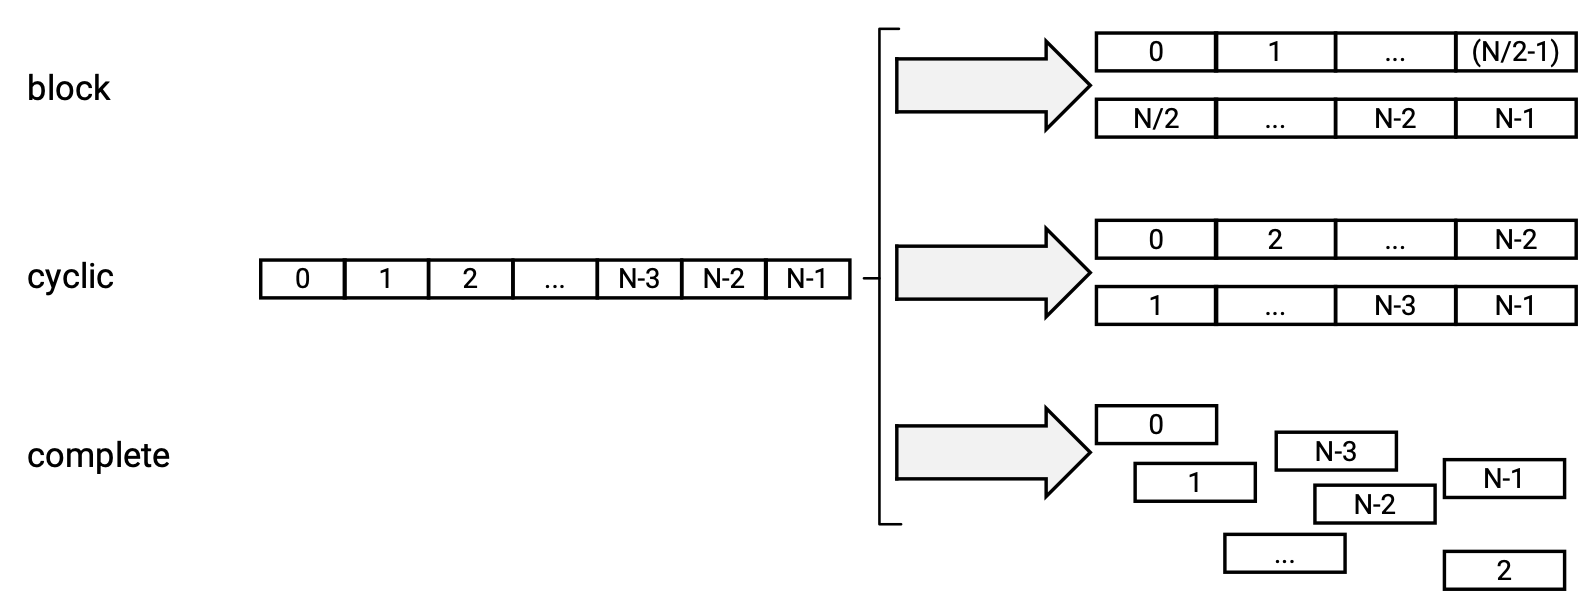 block
0 1 ... (N/2-1)
N/2 ... N-2 N-1
cyclic
0 1 2 ... N-3 N-2 N-1
0 2 ... N-2
1 ... N-3 N-1
complete
0
N-3
1
N-1
N-2
...
2